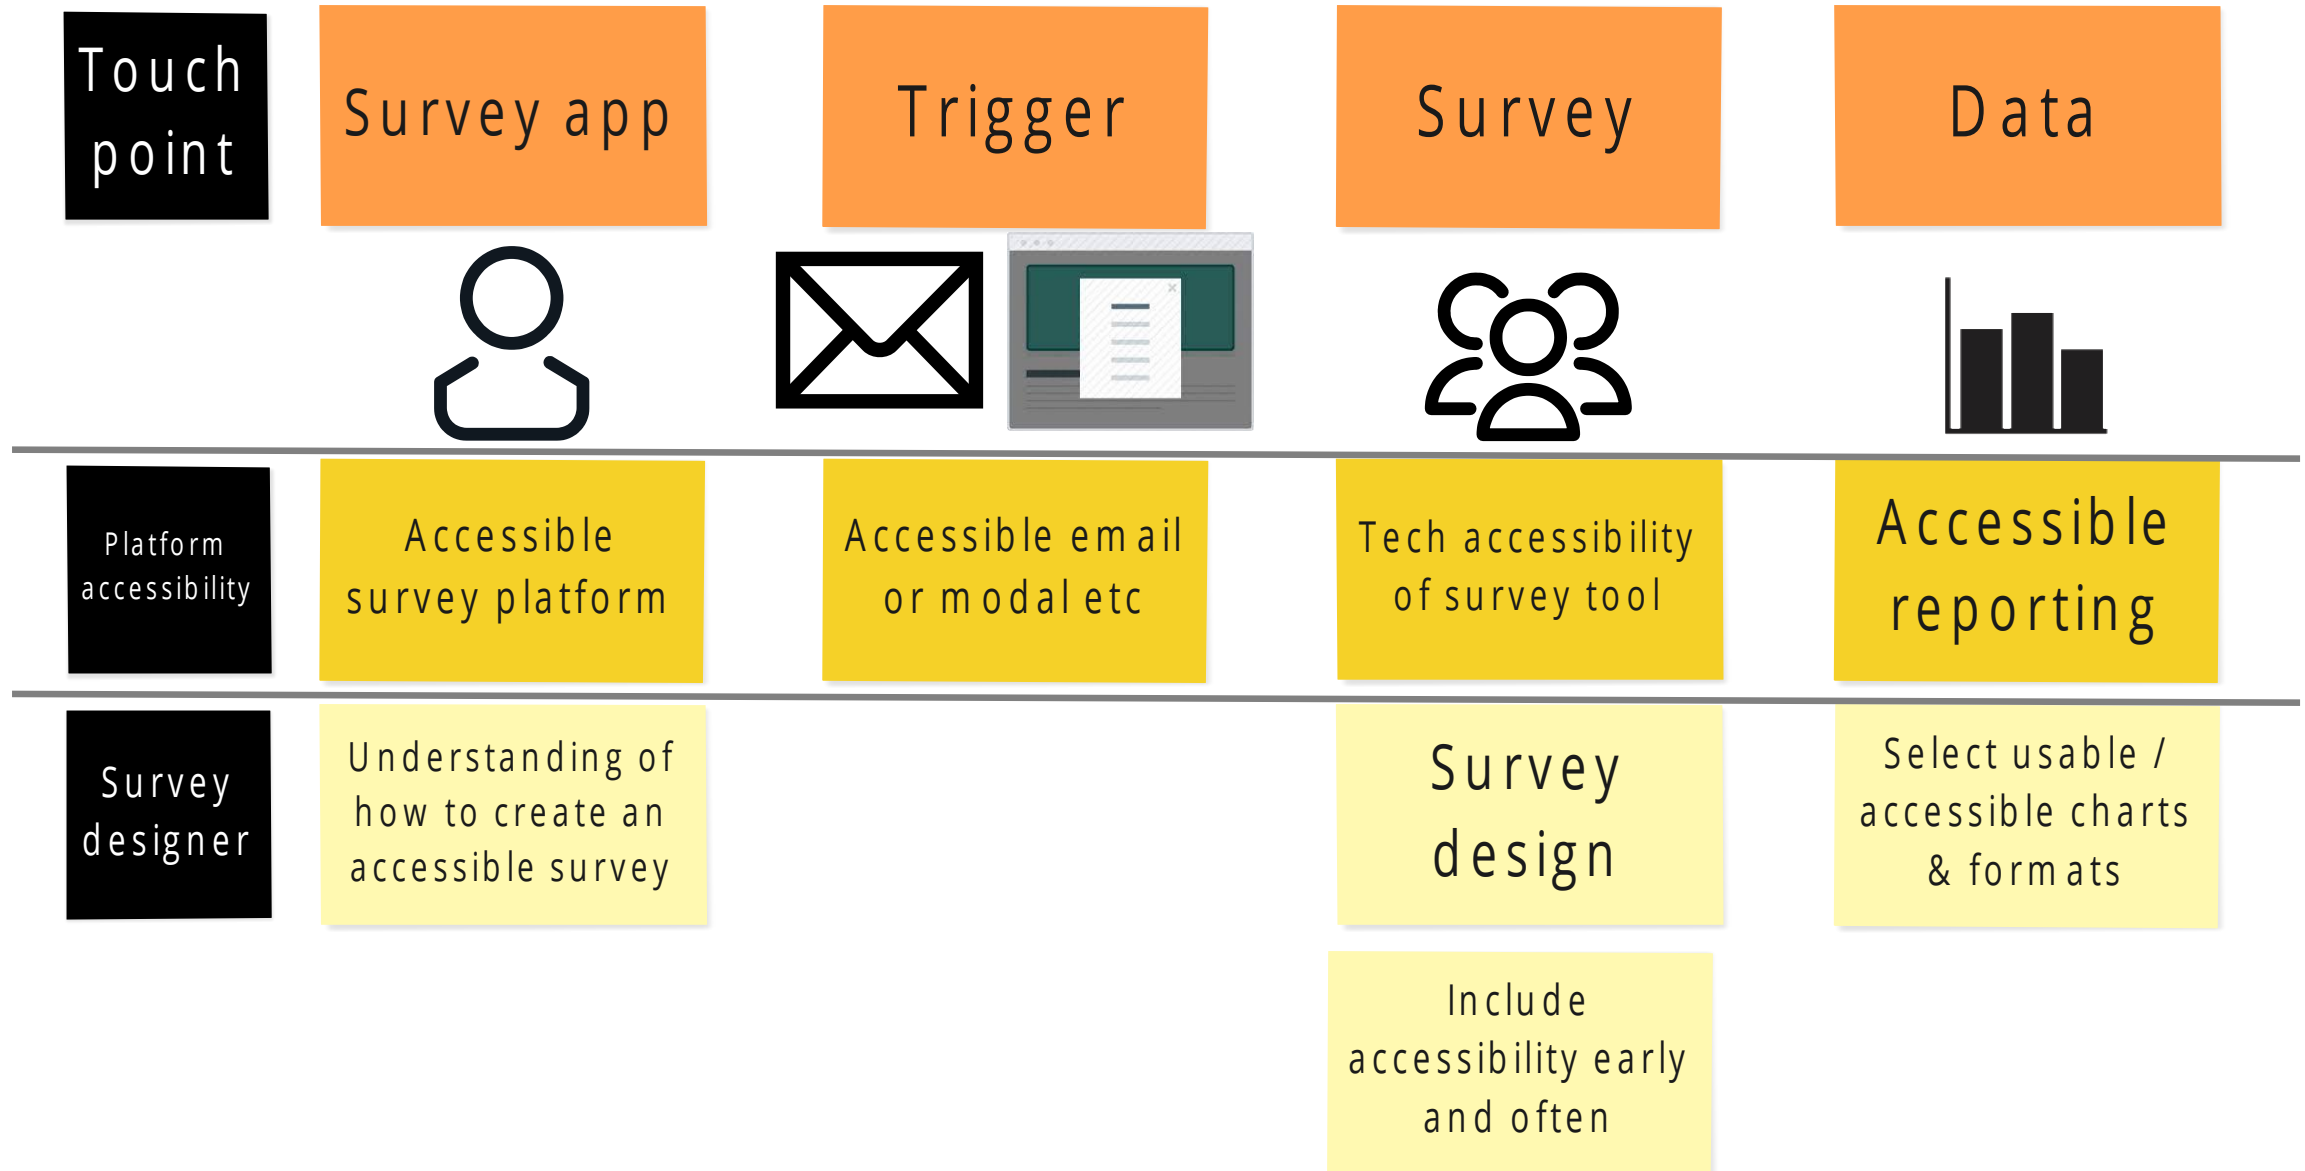 Touch
point
Survey app
Trigger
Survey
Data
Platform
accessibility
Accessible
survey platform
Accessible email
or modal etc
Tech accessibility
of survey tool
Accessible
reporting
Survey
designer
Understanding of
how to create an
accessible survey
Survey
design
Select usable /
accessible charts
& formats
Include
accessibility early
and often